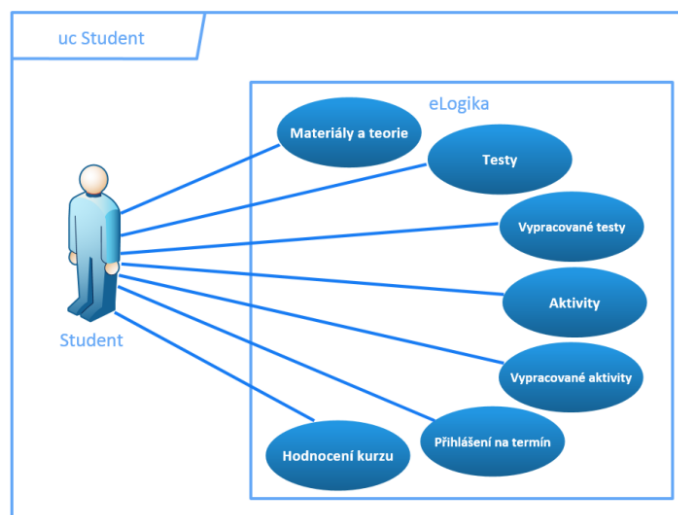 uc Student
eLogika
Materiály a teorie
Testy
Vypracované testy
Aktivity
Student
Vypracované aktivity
Přihlášení na termín
Hodnocení kurzu